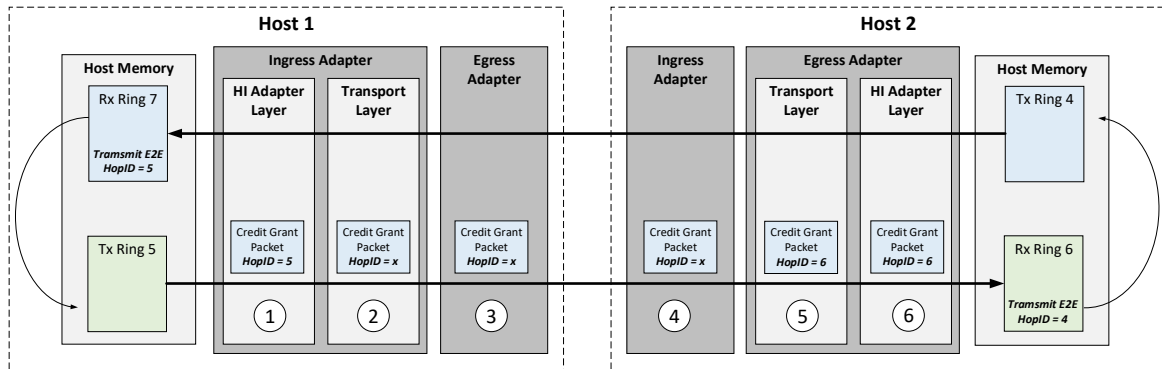 Host 1
Host Memory
Rx Ring 7
Tramsmit E2E
HopID = 5
Tx Ring 5
Ingress Adapter
HI Adapter
Layer
Credit Grant
Packet
HopID = 5
1
Transport
Layer
Credit Grant
Packet
HopID = x
2
Egress
Adapter
Credit Grant
Packet
HopID = x
3
Host 2
Ingress
Adapter
Credit Grant
Packet
HopID = x
4
Egress Adapter
Transport
Layer
Credit Grant
Packet
HopID = 6
5
HI Adapter
Layer
Credit Grant
Packet
HopID = 6
6
Host Memory
Tx Ring 4
Rx Ring 6
Tramsmit E2E
HopID = 4